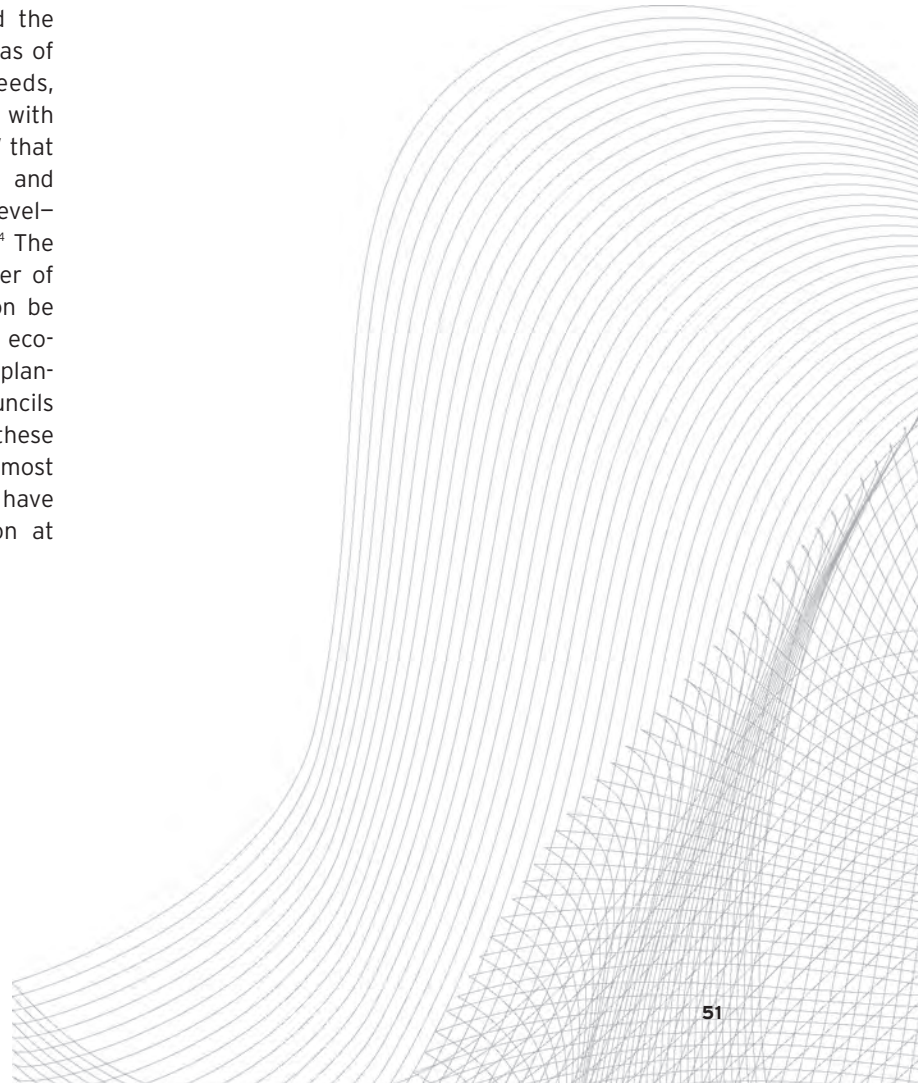 d the
as of
eeds,
with
" that
and
evel–
4 The
er of
on be
eco-
plan-
uncils
these
most
have
on at
51